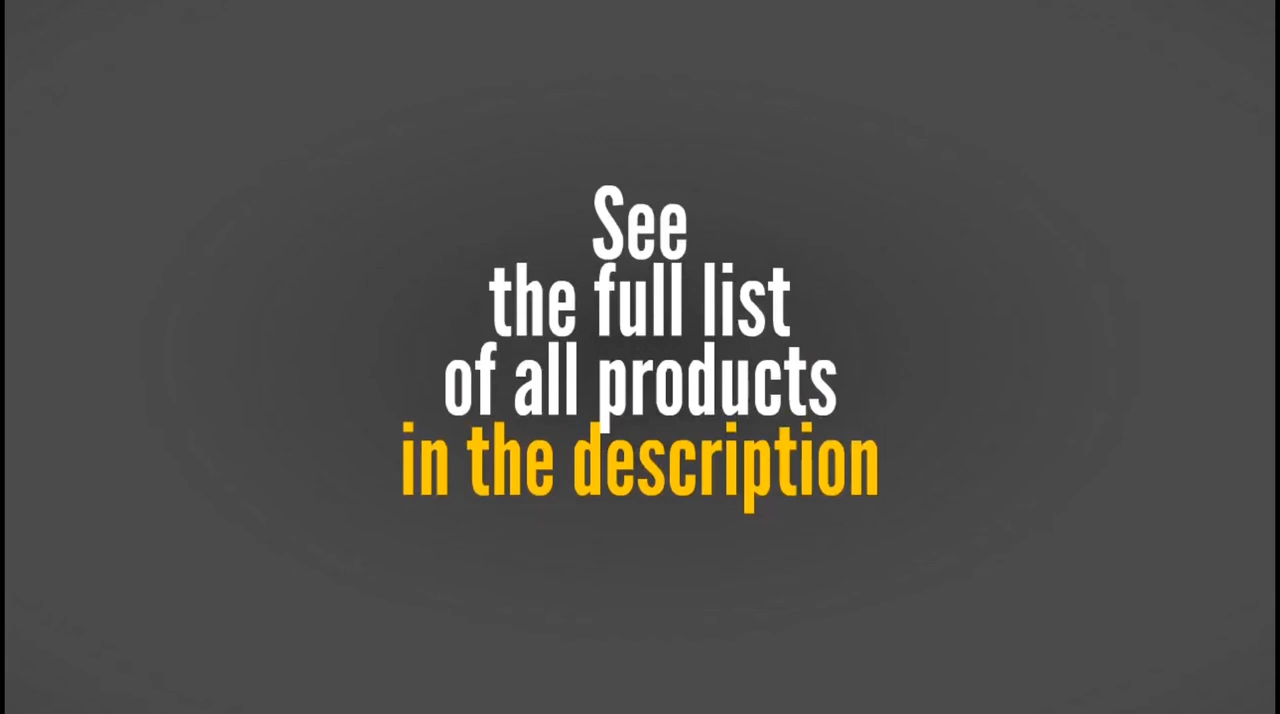 See
the full list
of all products
in the description